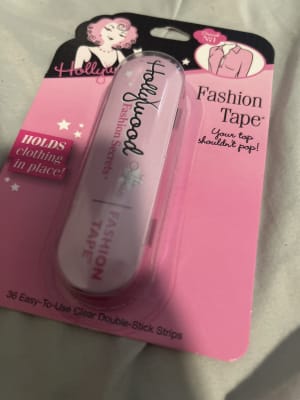 Hollywood
Fashion
Tape
Your top
shouldn't pop!
HOLDS
clothing
in place!
Hollywood
Fashion Secrets
FASHION
TAPE
36 Easy-To-Use Clear Double-Stick Strips